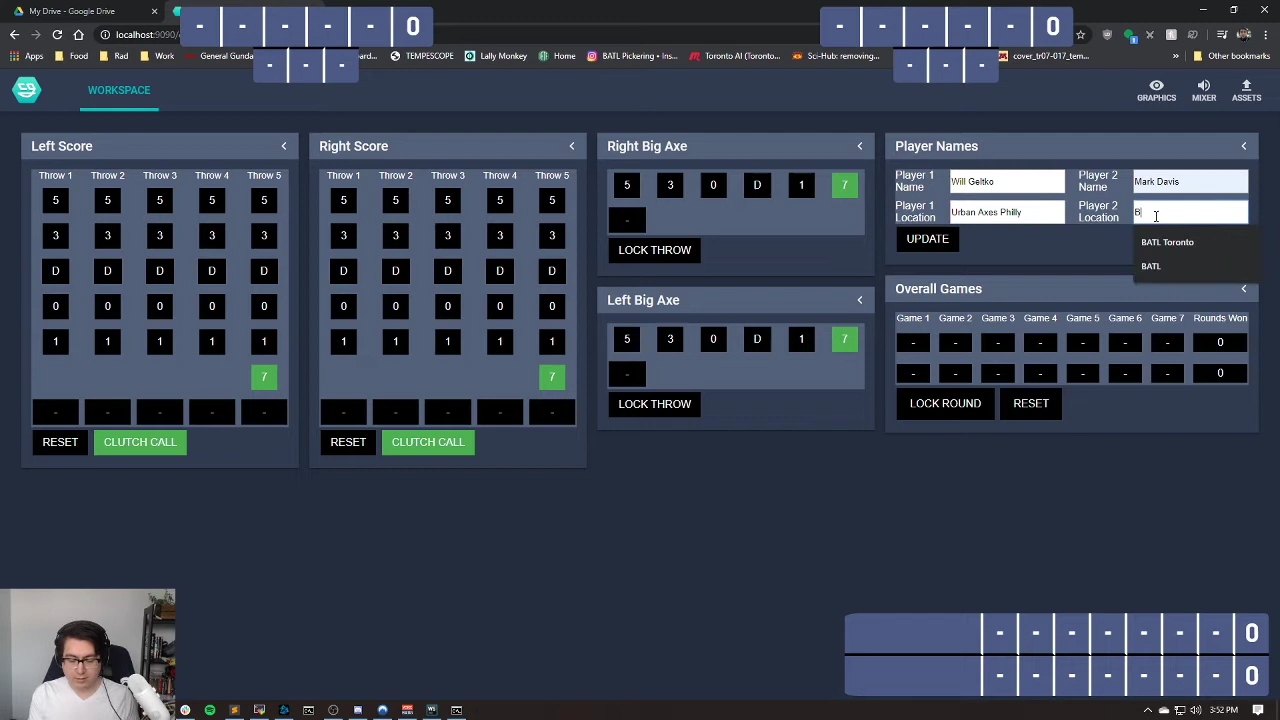 My Drive - Google Drive
localhost:9090/
- - - - - 0
- - -
- - - - - 0
- - -
Apps
Food
Rad
General Gunda
TEMPESCOPE
Lally Monkey
Home
BATL Pickering • Ins...
Toronto AI (Toronto...
Sci-Hub: removing...
cover_tr07-017_tem...
Other bookmarks
WORKSPACE
GRAPHICS
MIXER
ASSETS
Left Score
Throw 1 Throw 2 Throw 3 Throw 4 Throw 5
5 5 5 5 5
3 3 3 3 3
D D D D D
0 0 0 0 0
1 1 1 1 1
7
- - - - -
RESET CLUTCH CALL
Right Score
Throw 1 Throw 2 Throw 3 Throw 4 Throw 5
5 5 5 5 5
3 3 3 3 3
D D D D D
0 0 0 0 0
1 1 1 1 1
7
- - - - -
RESET CLUTCH CALL
Right Big Axe
5 3 0 D 1 7
-
LOCK THROW
Left Big Axe
5 3 0 D 1 7
-
LOCK THROW
Player Names
Player 1 Name Will Geltko Player 2 Name Mark Davis
Player 1 Location Urban Axes Philly Player 2 Location B
UPDATE
BATL Toronto
BATL
Overall Games
Game 1 Game 2 Game 3 Game 4 Game 5 Game 6 Game 7 Rounds Won
- - - - - - - 0
- - - - - - - 0
LOCK ROUND RESET
- - - - - - - 0
- - - - - - - 0
3:52 PM